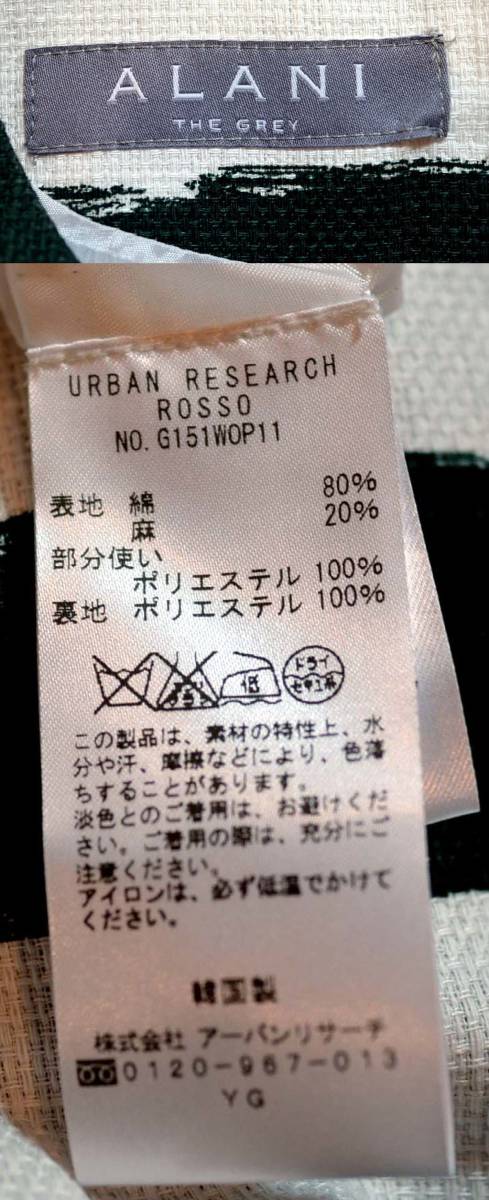 ALANI
THE GREY
URBAN RESEARCH
ROSSO
NO.G151WOP11
表地 綿 80%
麻 20%
部分使い
ポリエステル 100%
裏地 ポリエステル 100%
低 ドライ
セキユ系
この製品は、素材の特性上、水
分や汗、摩擦などにより、色落
ちすることがあります。
淡色とのご着用は、お避けくだ
さい。ご着用の際は、充分にご
注意ください。
アイロンは、必ず低温でかけて
ください。
韓国製
株式会社 アーバンリサーチ
0120-967-013
YG